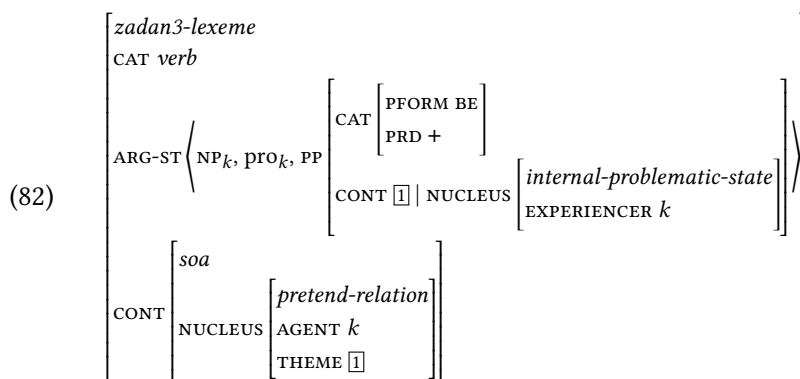 (82)
zadan3-lexeme
CAT verb
ARG-ST ⟨ NPk, prok, PP
CAT
PFORM BE
PRD +
CONT 1 | NUCLEUS
internal-problematic-state
EXPERIENCER k
⟩
CONT
soa
NUCLEUS
pretend-relation
AGENT k
THEME 1